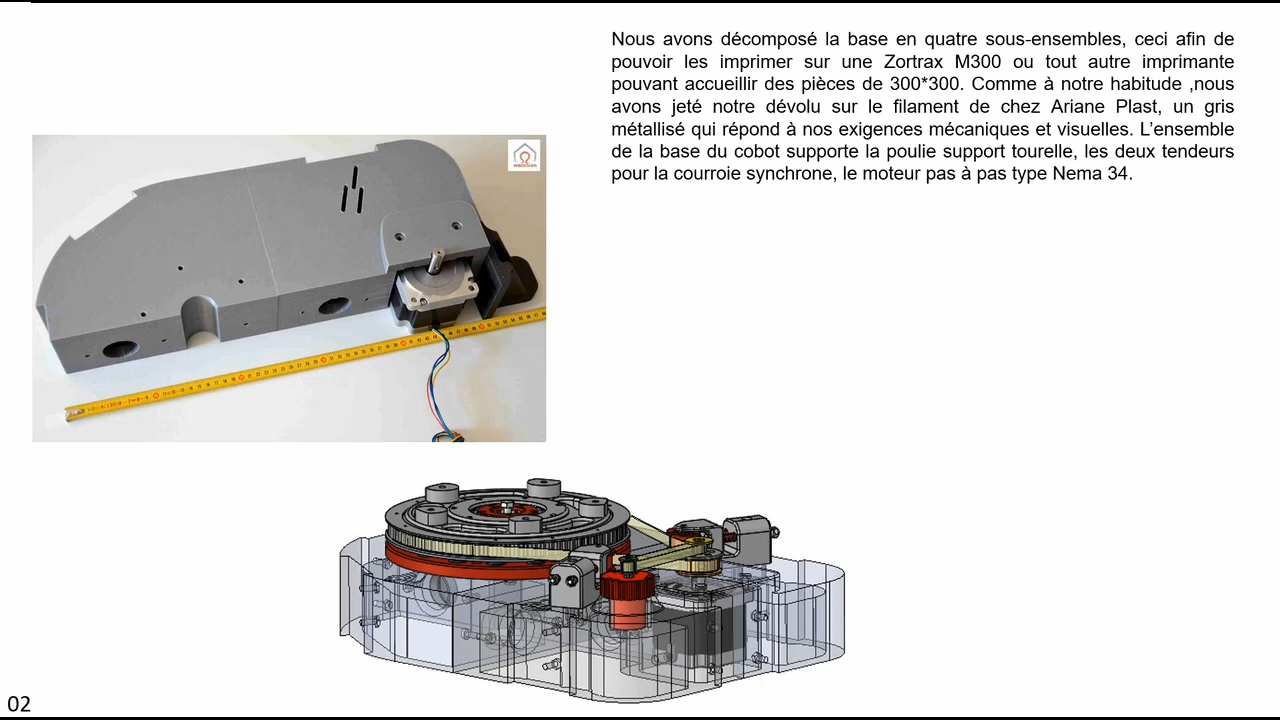 Nous avons décomposé la base en quatre sous-ensembles, ceci afin de
pouvoir les imprimer sur une Zortrax M300 ou tout autre imprimante
pouvant accueillir des pièces de 300*300. Comme à notre habitude ,nous
avons jeté notre dévolu sur le filament de chez Ariane Plast, un gris
métallisé qui répond à nos exigences mécaniques et visuelles. L’ensemble
de la base du cobot supporte la poulie support tourelle, les deux tendeurs
pour la courroie synchrone, le moteur pas à pas type Nema 34.
02